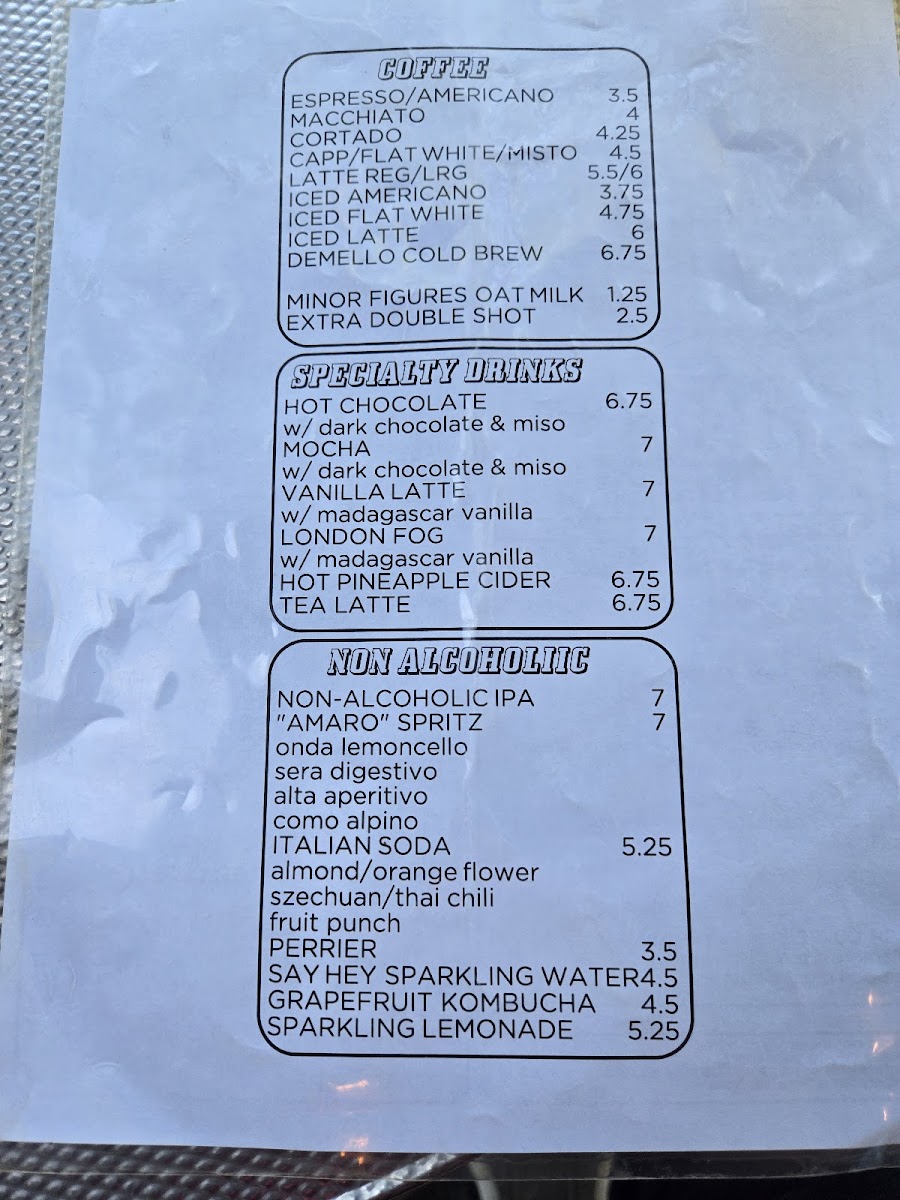 COFFEE
ESPRESSO/AMERICANO 3.5
MACCHIATO 4
CORTADO 4.25
CAPP/FLAT WHITE/MISTO 4.5
LATTE REG/LRG 5.5/6
ICED AMERICANO 3.75
ICED FLAT WHITE 4.75
ICED LATTE 6
DEMELLO COLD BREW 6.75
MINOR FIGURES OAT MILK 1.25
EXTRA DOUBLE SHOT 2.5
SPECIALTY DRINKS
HOT CHOCOLATE 6.75
w/ dark chocolate & miso
MOCHA 7
w/ dark chocolate & miso
VANILLA LATTE 7
w/ madagascar vanilla
LONDON FOG 7
w/ madagascar vanilla
HOT PINEAPPLE CIDER 6.75
TEA LATTE 6.75
NON ALCOHOLIIC
NON-ALCOHOLIC IPA 7
"AMARO" SPRITZ 7
onda lemoncello
sera digestivo
alta aperitivo
como alpino
ITALIAN SODA 5.25
almond/orange flower
szechuan/thai chili
fruit punch
PERRIER 3.5
SAY HEY SPARKLING WATER 4.5
GRAPEFRUIT KOMBUCHA 4.5
SPARKLING LEMONADE 5.25